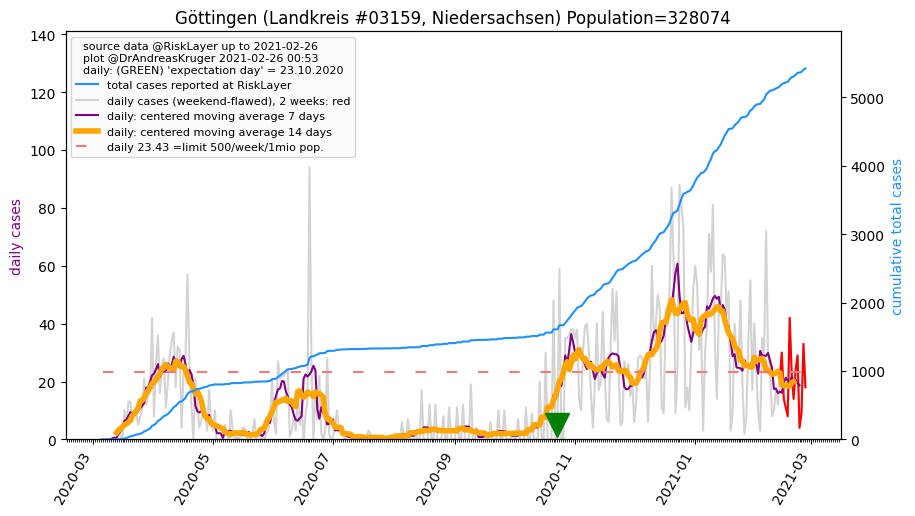 Göttingen (Landkreis #03159, Niedersachsen) Population=328074
source data @RiskLayer up to 2021-02-26
plot @DrAndreasKruger 2021-02-26 00:53
daily: (GREEN) 'expectation day' = 23.10.2020
total cases reported at RiskLayer
daily cases (weekend-flawed), 2 weeks: red
daily: centered moving average 7 days
daily: centered moving average 14 days
daily 23.43 =limit 500/week/1mio pop.
daily cases
140
120
100
80
60
40
20
0
cumulative total cases
5000
4000
3000
2000
1000
0
2020-03
2020-05
2020-07
2020-09
2020-11
2021-01
2021-03